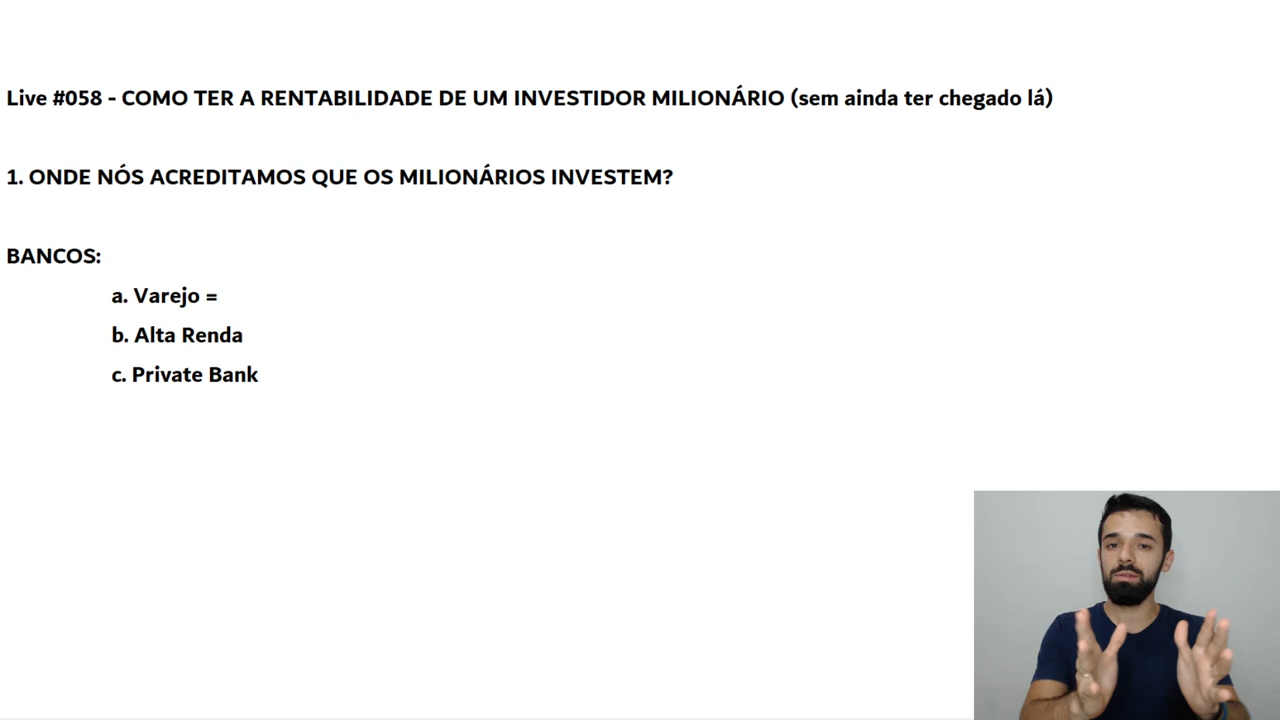 Live #058 - COMO TER A RENTABILIDADE DE UM INVESTIDOR MILIONÁRIO (sem ainda ter chegado lá)
1. ONDE NÓS ACREDITAMOS QUE OS MILIONÁRIOS INVESTEM?
BANCOS:
a. Varejo =
b. Alta Renda
c. Private Bank